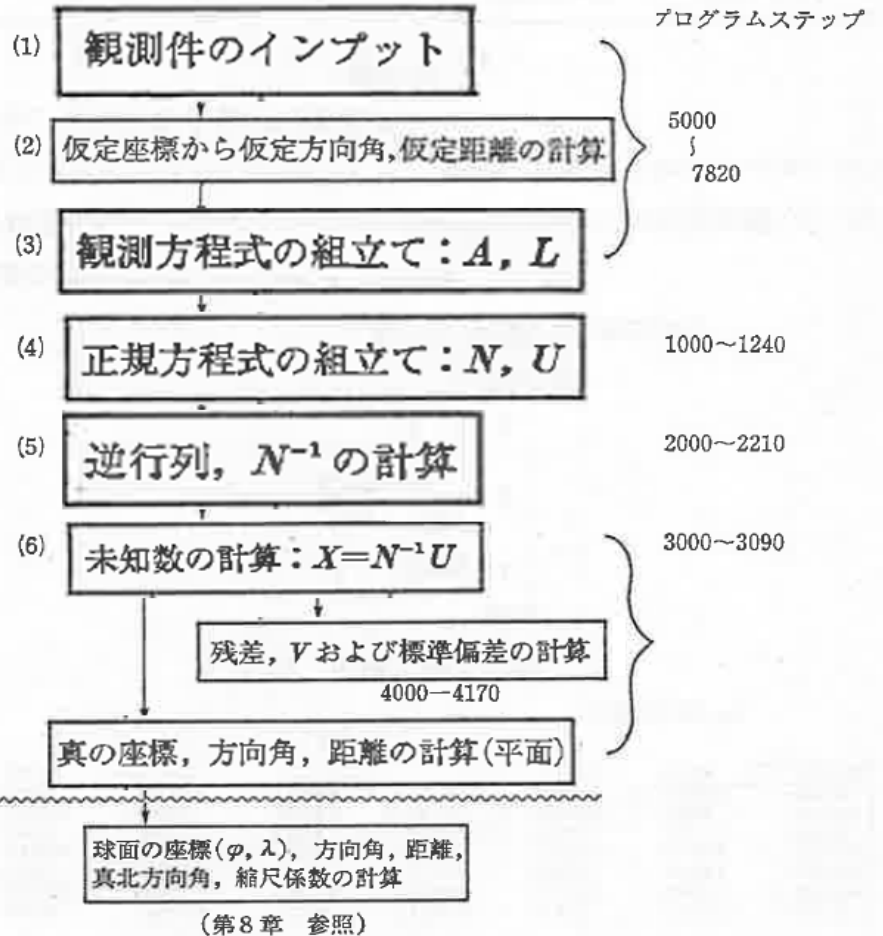 プログラムステップ
(1) 観測件のインプット
(2) 仮定座標から仮定方向角,仮定距離の計算
5000
〜
7820
(3) 観測方程式の組立て:A, L
(4) 正規方程式の組立て:N, U
1000〜1240
(5) 逆行列, N⁻¹ の計算
2000〜2210
(6) 未知数の計算:X=N⁻¹U
3000〜3090
残差, V および標準偏差の計算
4000—4170
真の座標, 方向角, 距離の計算(平面)
球面の座標(φ, λ), 方向角, 距離,
真北方向角, 縮尺係数の計算
(第8章 参照)